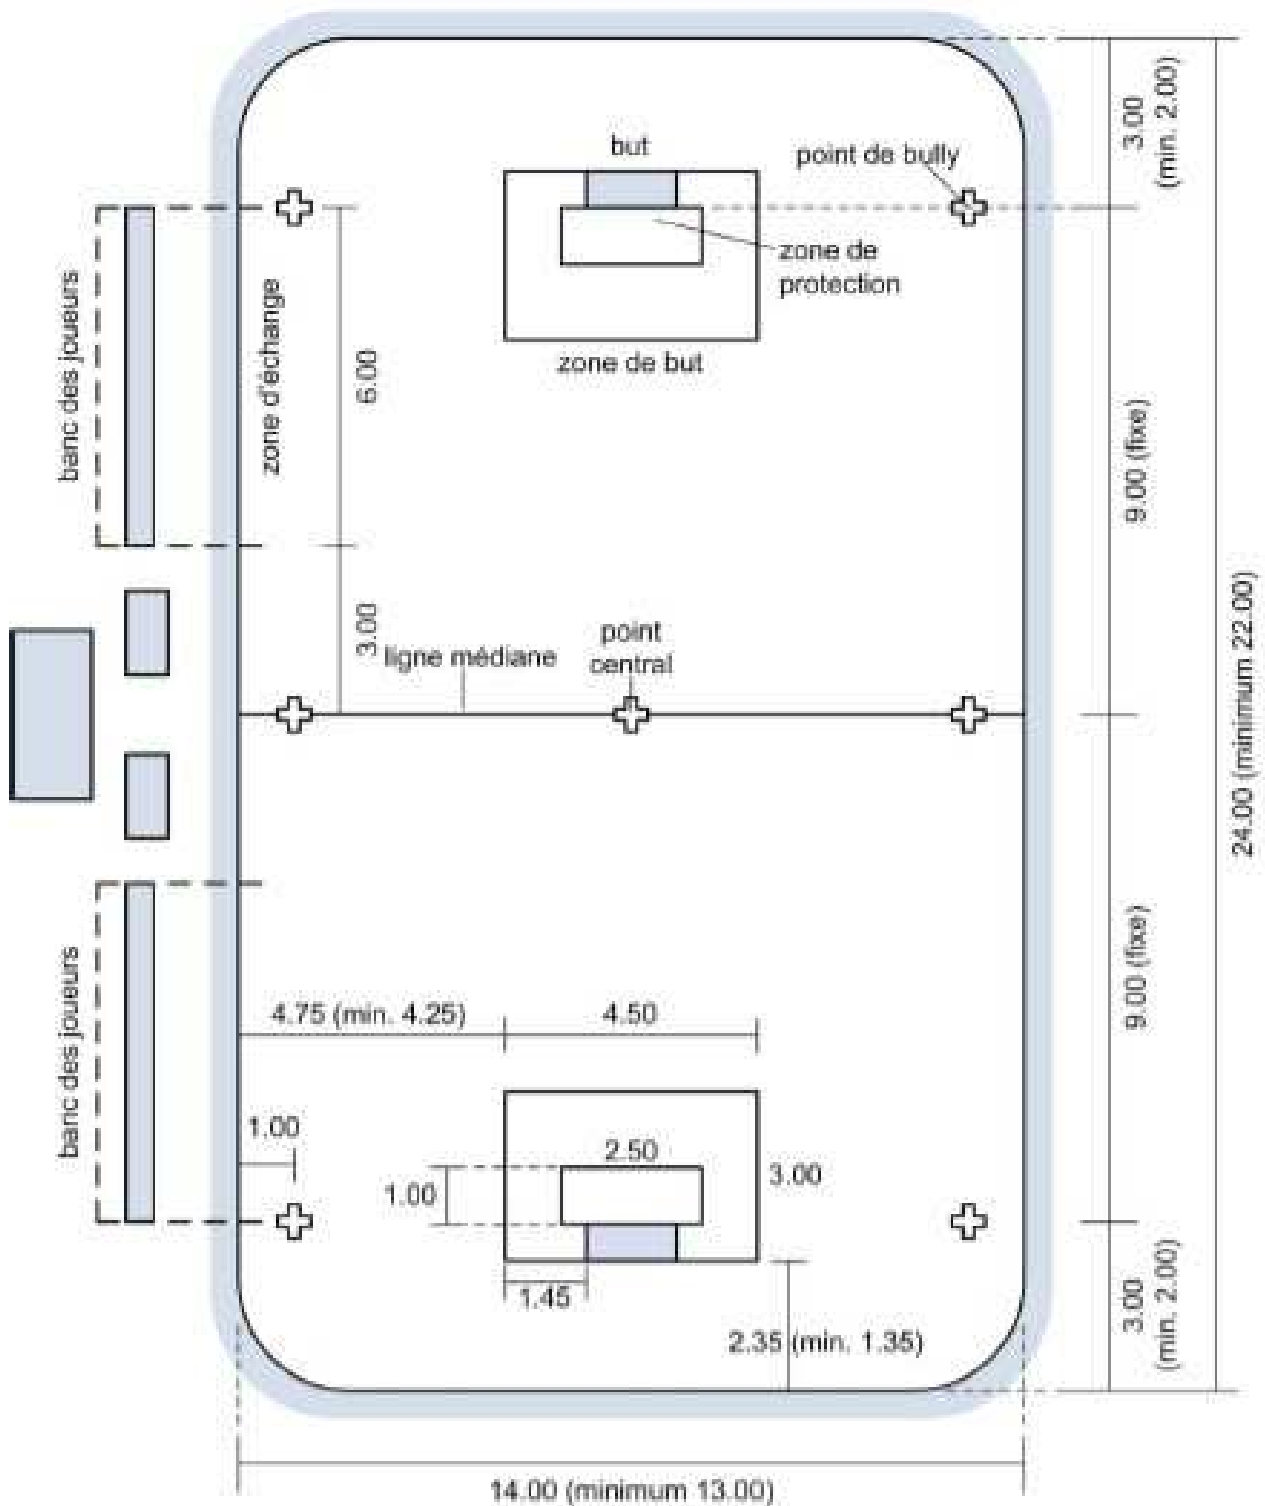 but
point de bully
3.00
(min. 2.00)
zone de
protection
banc des joueurs
zone d'échange
6.00
zone de but
9.00 (fixe)
3.00
ligne médiane
point
central
24.00 (minimum 22.00)
9.00 (fixe)
banc des joueurs
4.75 (min. 4.25)
4.50
1.00
2.50
1.00
3.00
1.45
2.35 (min. 1.35)
3.00
(min. 2.00)
14.00 (minimum 13.00)